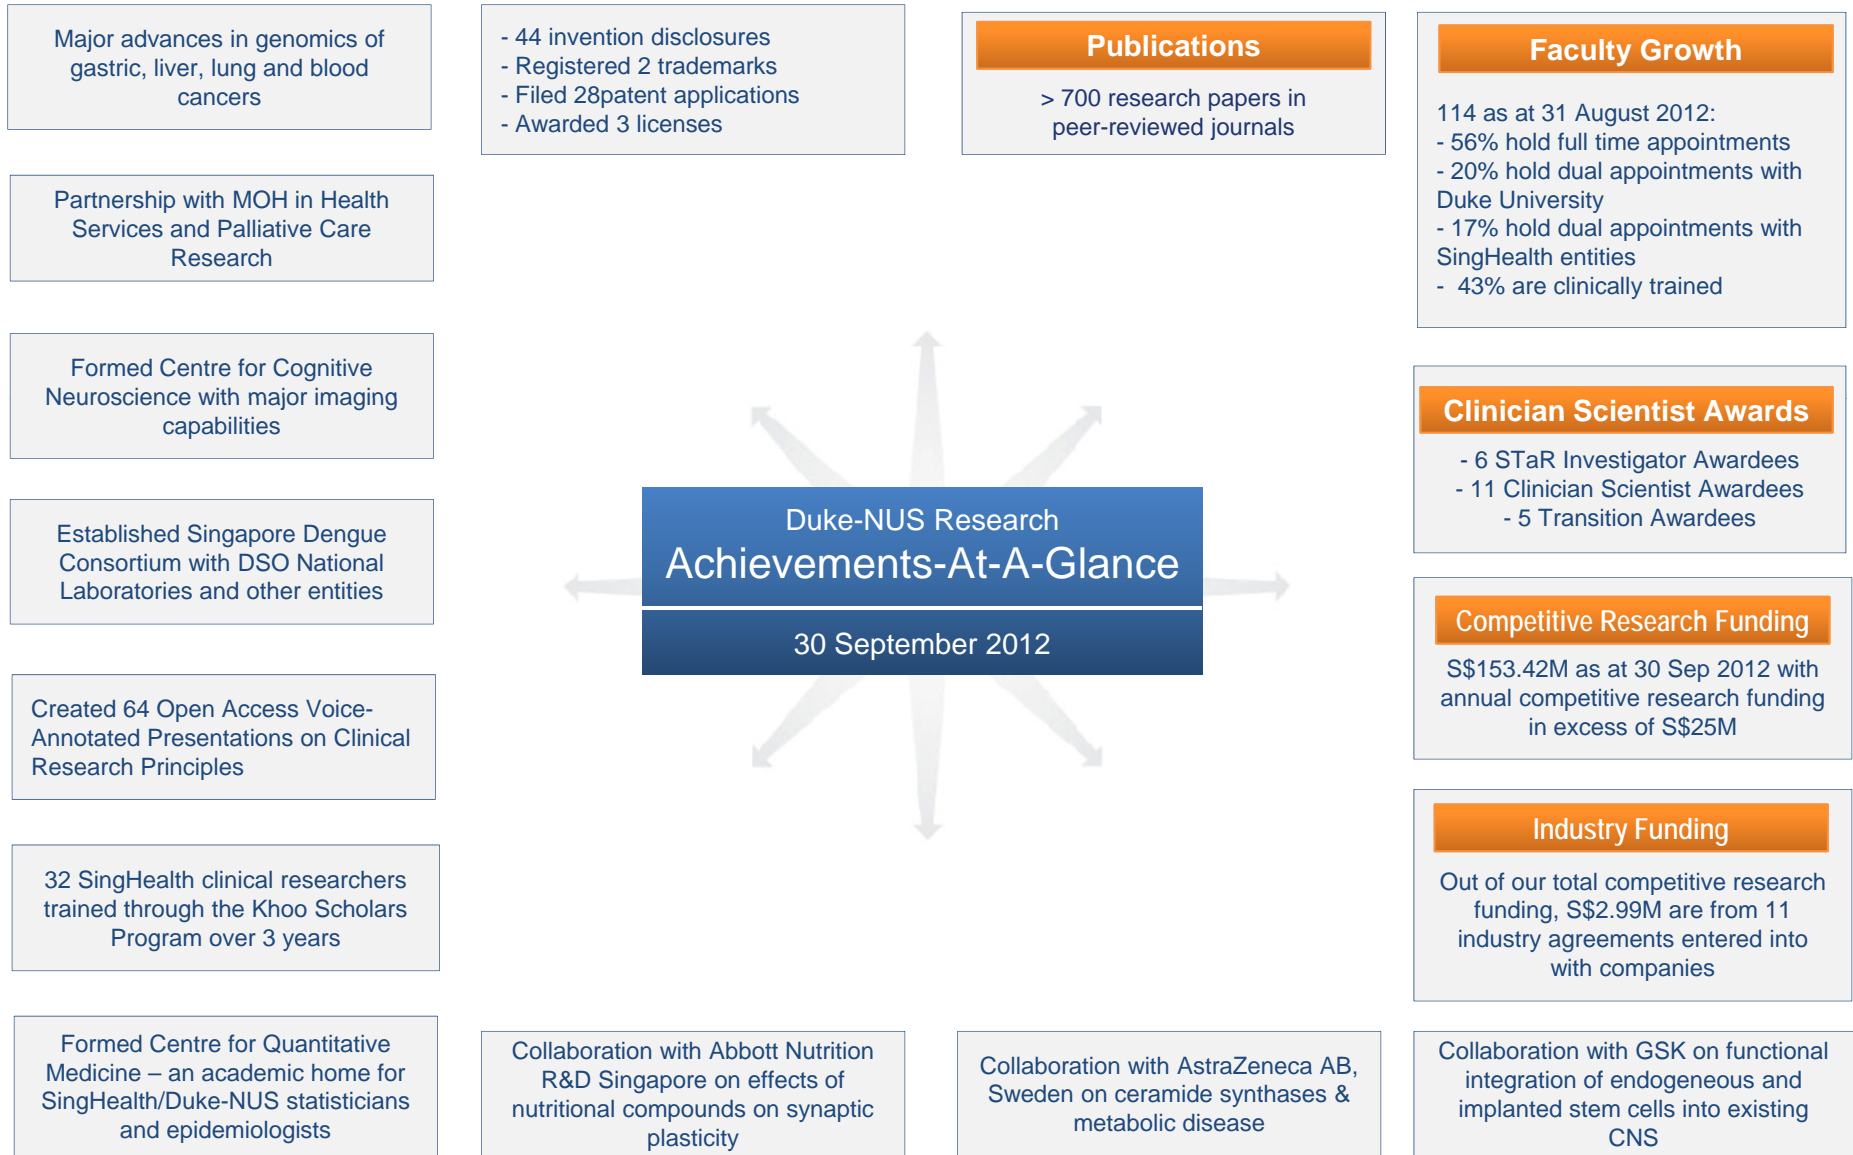 Major advances in genomics of
gastric, liver, lung and blood
cancers
- 44 invention disclosures
- Registered 2 trademarks
- Filed 28patent applications
- Awarded 3 licenses
Publications
> 700 research papers in
peer-reviewed journals
Faculty Growth
114 as at 31 August 2012:
- 56% hold full time appointments
- 20% hold dual appointments with
Duke University
- 17% hold dual appointments with
SingHealth entities
- 43% are clinically trained
Partnership with MOH in Health
Services and Palliative Care
Research
Formed Centre for Cognitive
Neuroscience with major imaging
capabilities
Clinician Scientist Awards
- 6 STaR Investigator Awardees
- 11 Clinician Scientist Awardees
- 5 Transition Awardees
Established Singapore Dengue
Consortium with DSO National
Laboratories and other entities
Duke-NUS Research
Achievements-At-A-Glance
30 September 2012
Competitive Research Funding
S$153.42M as at 30 Sep 2012 with
annual competitive research funding
in excess of S$25M
Created 64 Open Access Voice-
Annotated Presentations on Clinical
Research Principles
Industry Funding
Out of our total competitive research
funding, S$2.99M are from 11
industry agreements entered into
with companies
32 SingHealth clinical researchers
trained through the Khoo Scholars
Program over 3 years
Formed Centre for Quantitative
Medicine – an academic home for
SingHealth/Duke-NUS statisticians
and epidemiologists
Collaboration with Abbott Nutrition
R&D Singapore on effects of
nutritional compounds on synaptic
plasticity
Collaboration with AstraZeneca AB,
Sweden on ceramide synthases &
metabolic disease
Collaboration with GSK on functional
integration of endogeneous and
implanted stem cells into existing
CNS